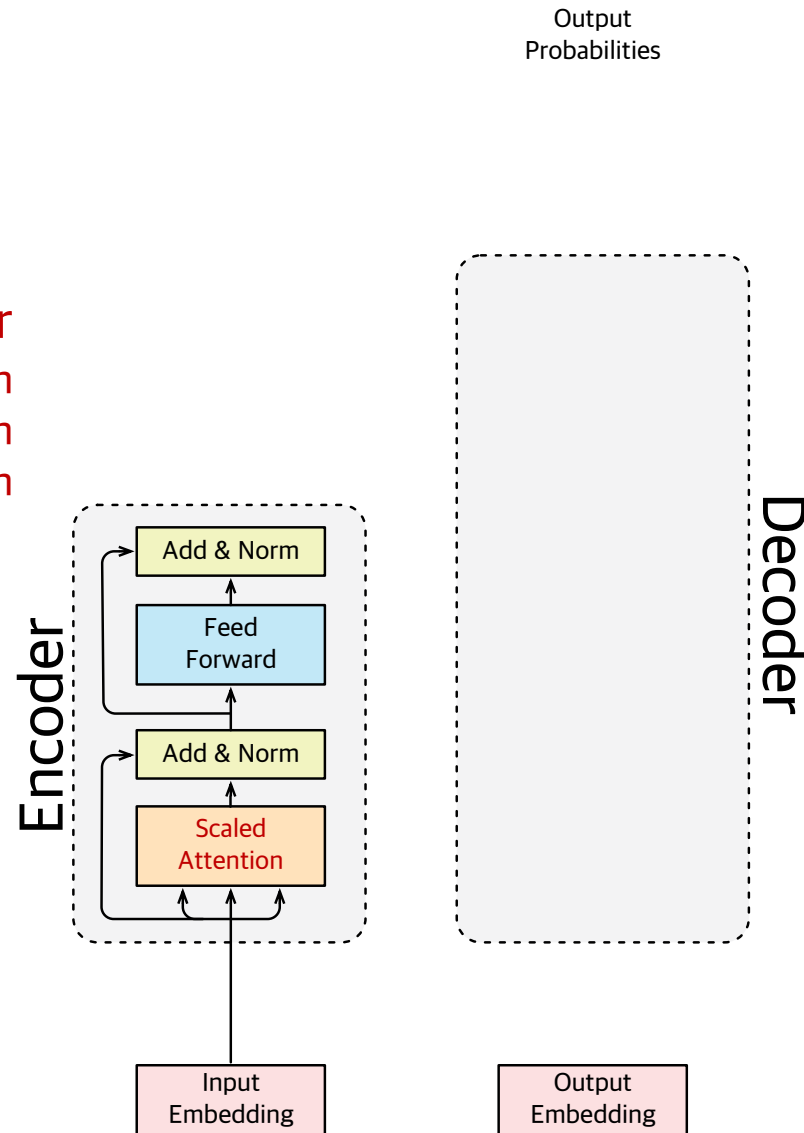 Output
Probabilities
r
n
n
n
Encoder
Add & Norm
Feed
Forward
Add & Norm
Scaled
Attention
Decoder
Input
Embedding
Output
Embedding